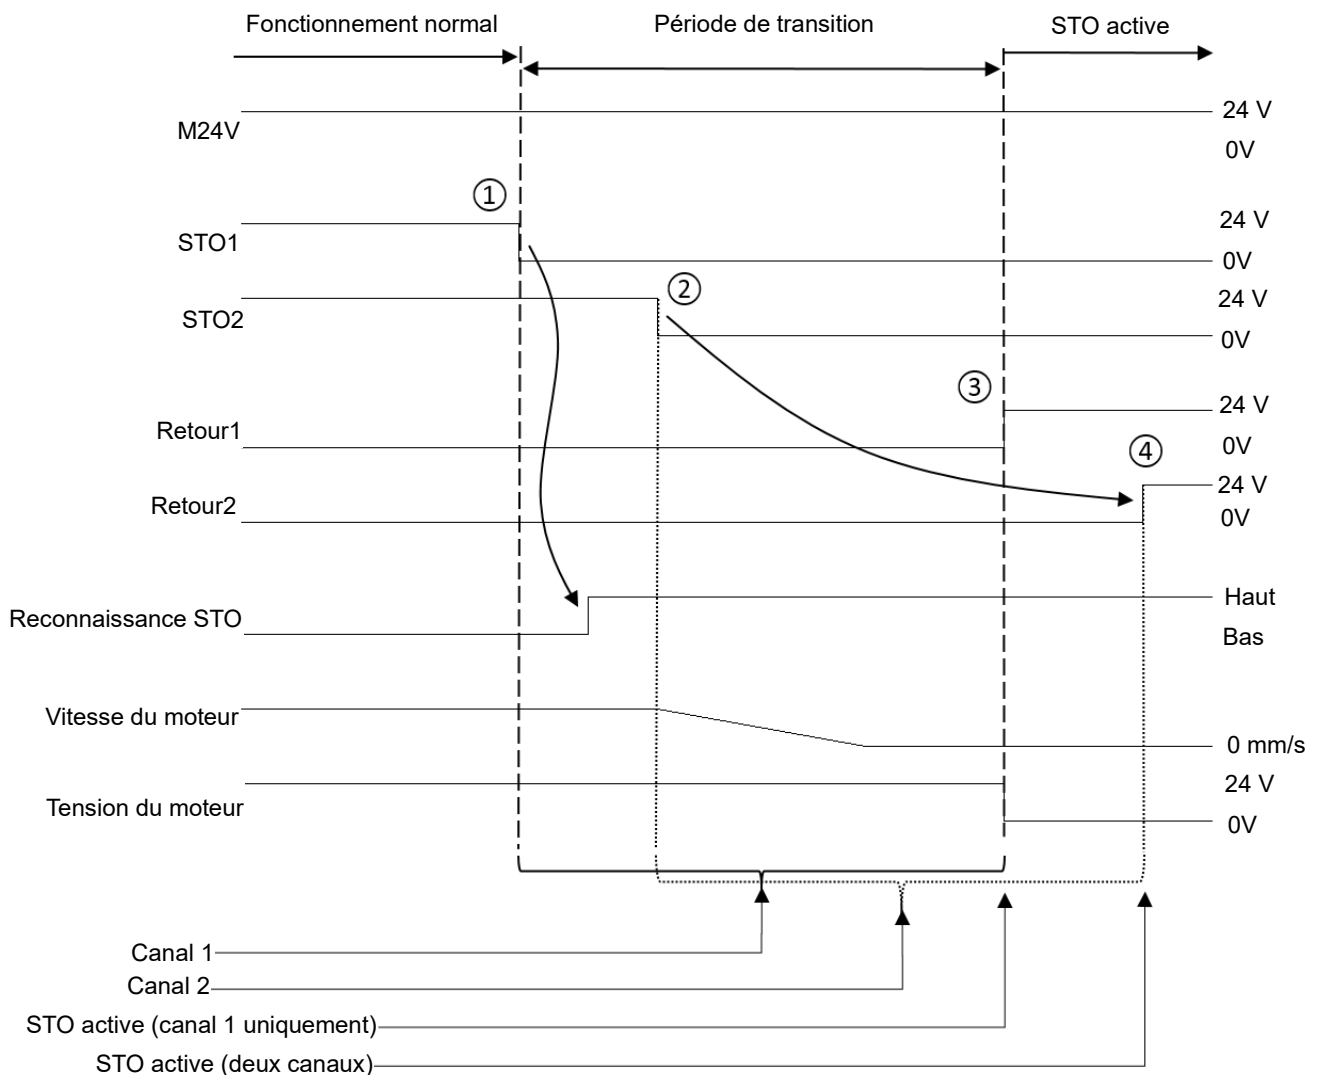 Fonctionnement normal
Période de transition
STO active
M24V
24 V
0V
①
STO1
24 V
0V
②
STO2
24 V
0V
③
Retour1
24 V
0V
④
Retour2
24 V
0V
Reconnaissance STO
Haut
Bas
Vitesse du moteur
0 mm/s
Tension du moteur
24 V
0V
Canal 1
Canal 2
STO active (canal 1 uniquement)
STO active (deux canaux)